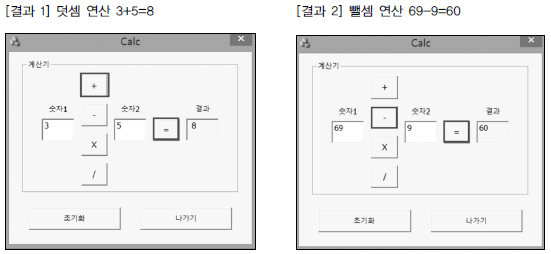 [결과 1] 덧셈 연산 3+5=8
Calc
계산기
+
숫자1
숫자2
결과
-
3
5
=
8
X
/
초기화
나가기
[결과 2] 뺄셈 연산 69-9=60
Calc
계산기
+
숫자1
숫자2
결과
-
69
9
=
60
X
/
초기화
나가기